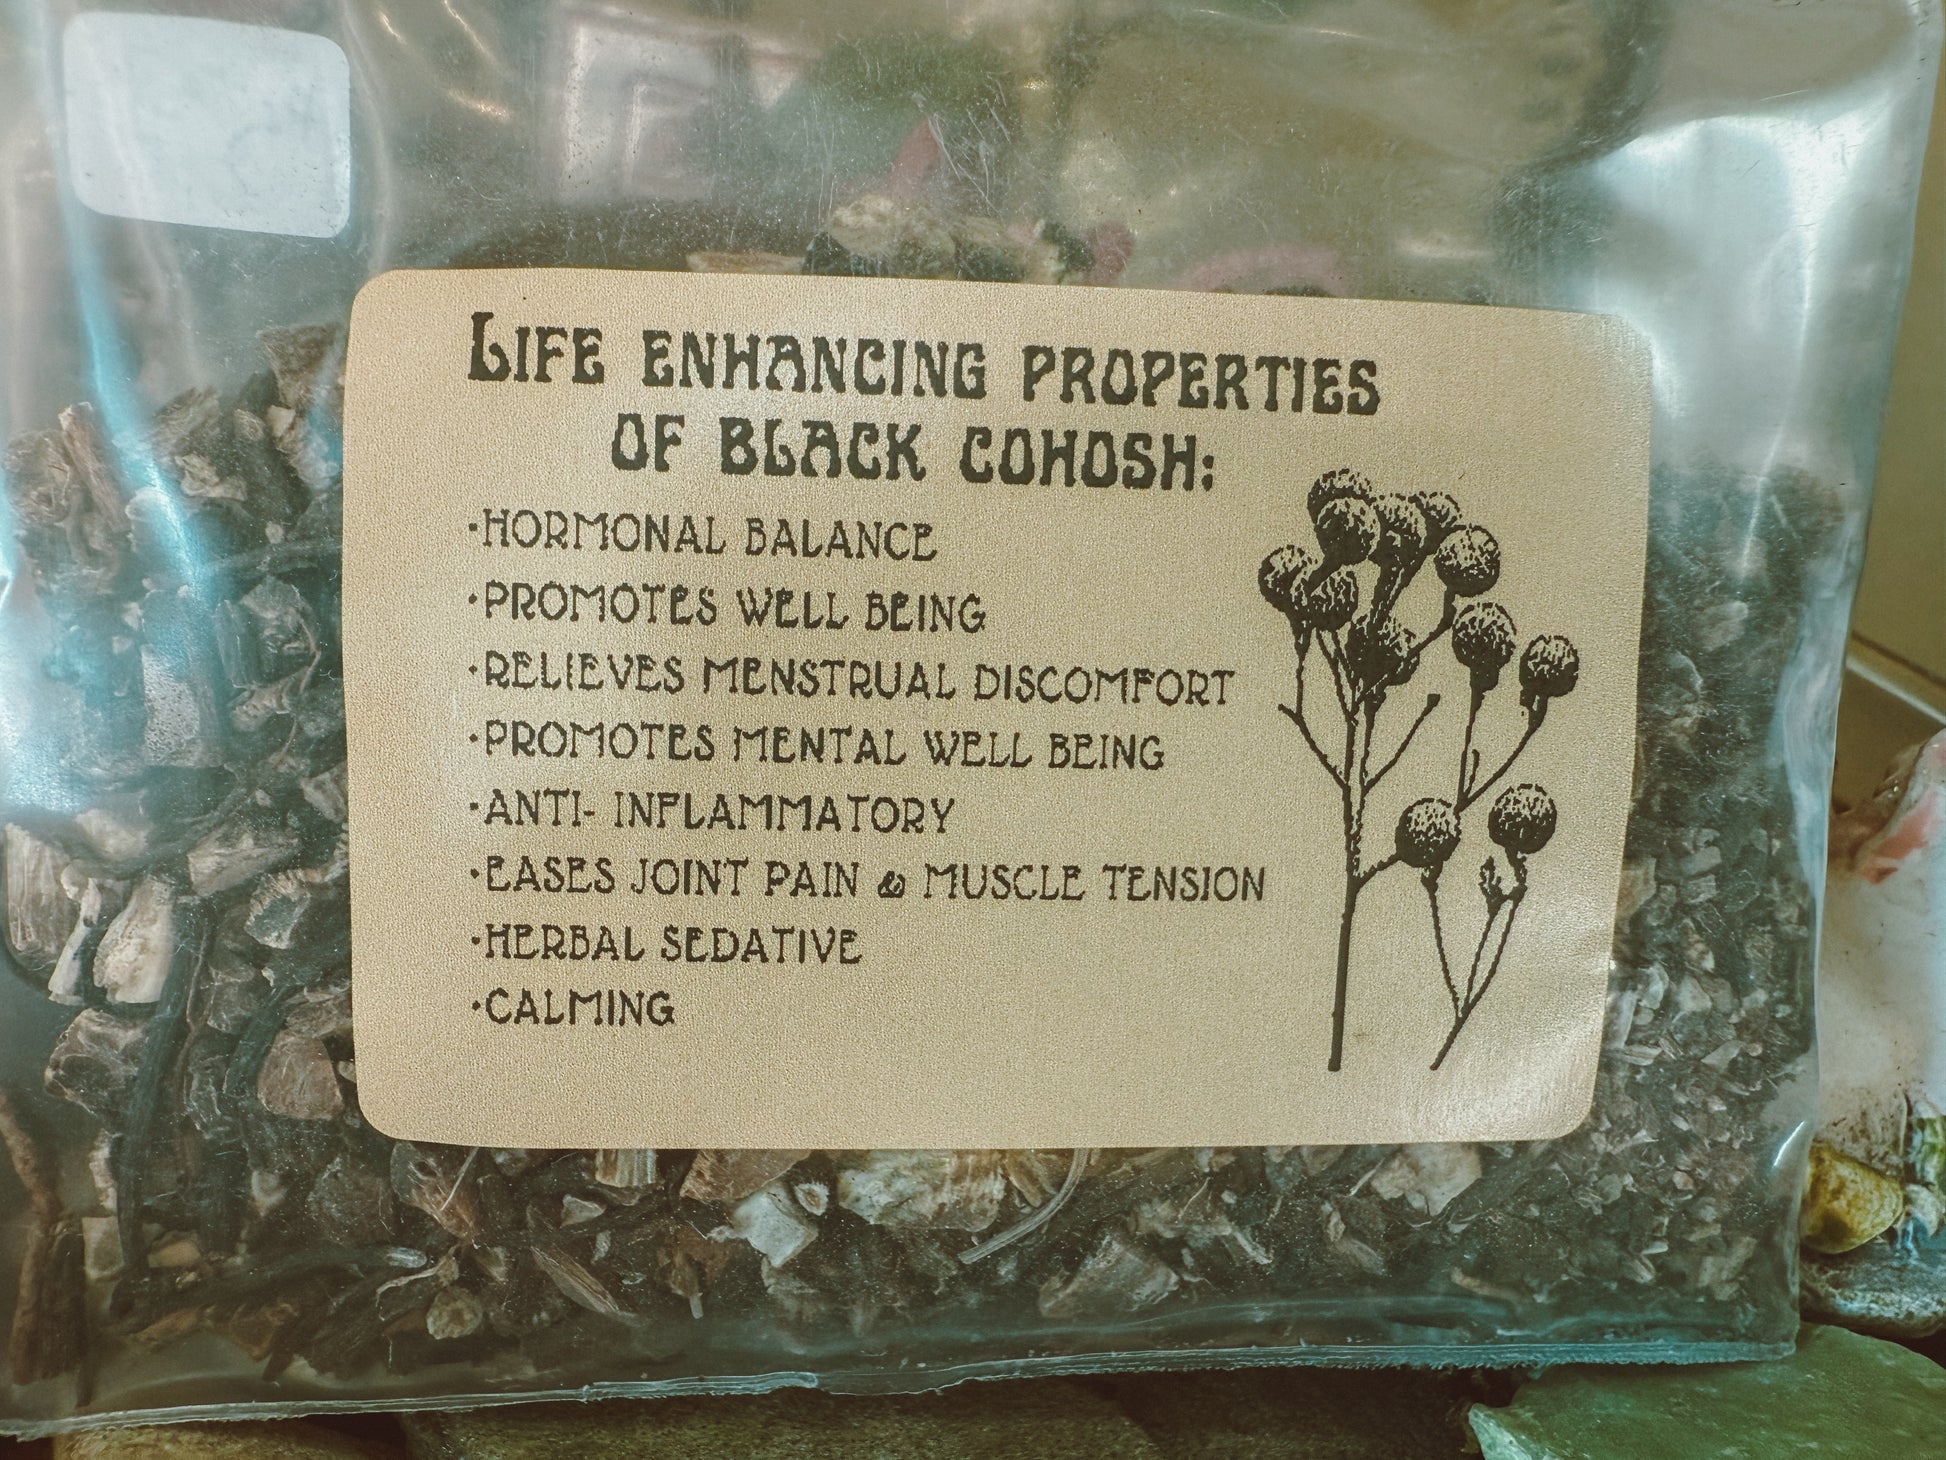 LIFE ENHANCING PROPERTIES
OF BLACK COHOSH:
·HORMONAL BALANCE
·PROMOTES WELL BEING
·RELIEVES MENSTRUAL DISCOMFORT
·PROMOTES MENTAL WELL BEING
·ANTI- INFLAMMATORY
·EASES JOINT PAIN & MUSCLE TENSION
·HERBAL SEDATIVE
·CALMING